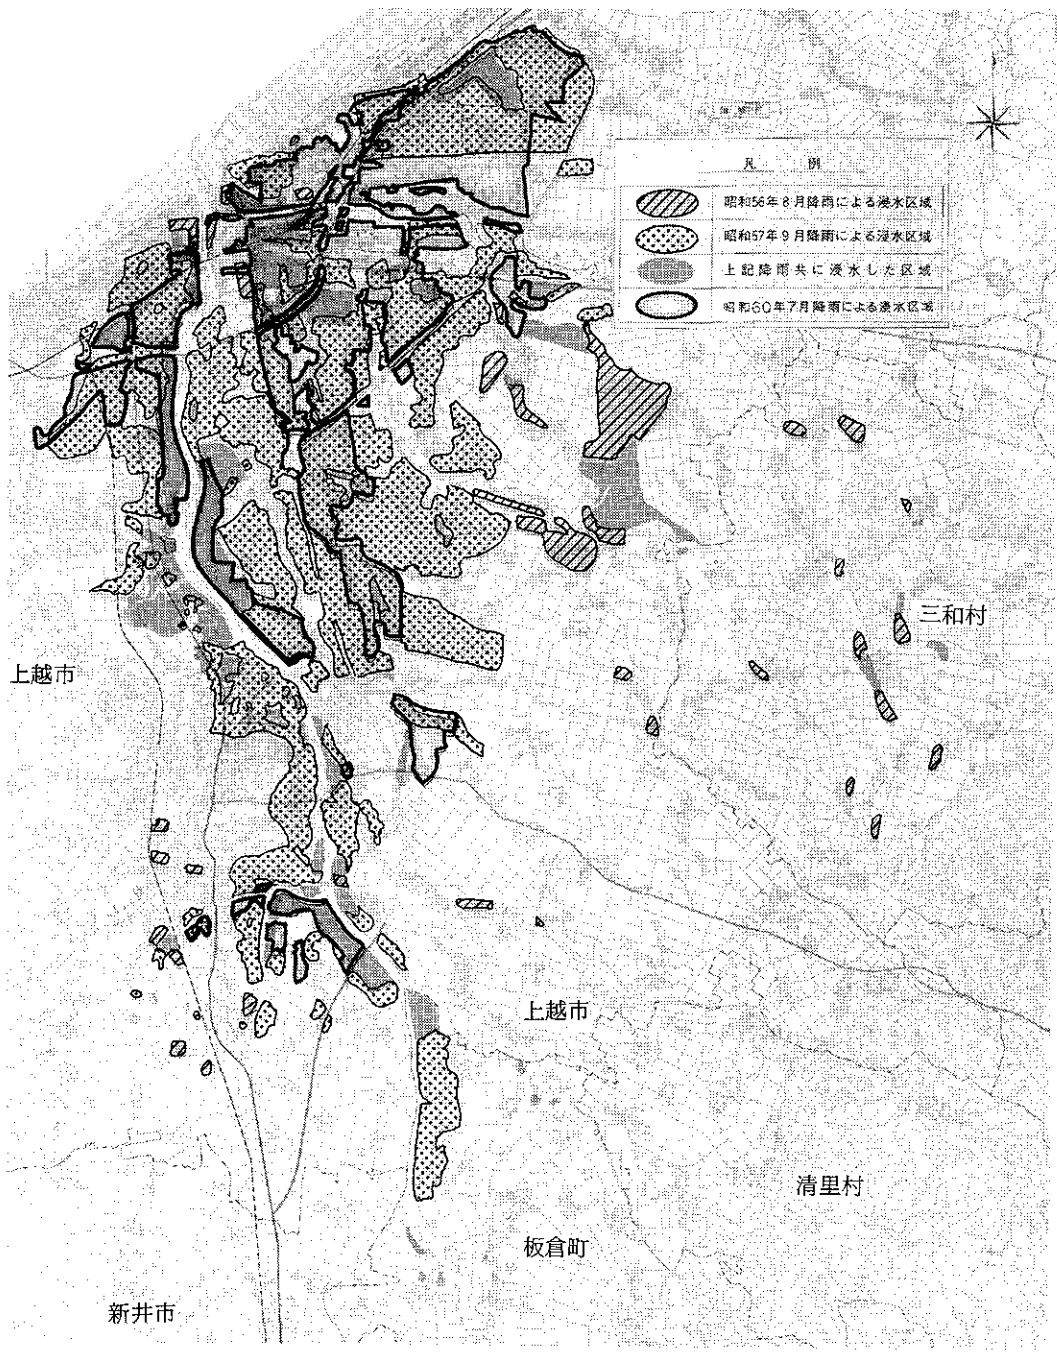 凡 例
昭和56年8月降雨による浸水区域
昭和57年9月降雨による浸水区域
上記降雨共に浸水した区域
昭和60年7月降雨による浸水区域
三和村
上越市
上越市
清里村
板倉町
新井市